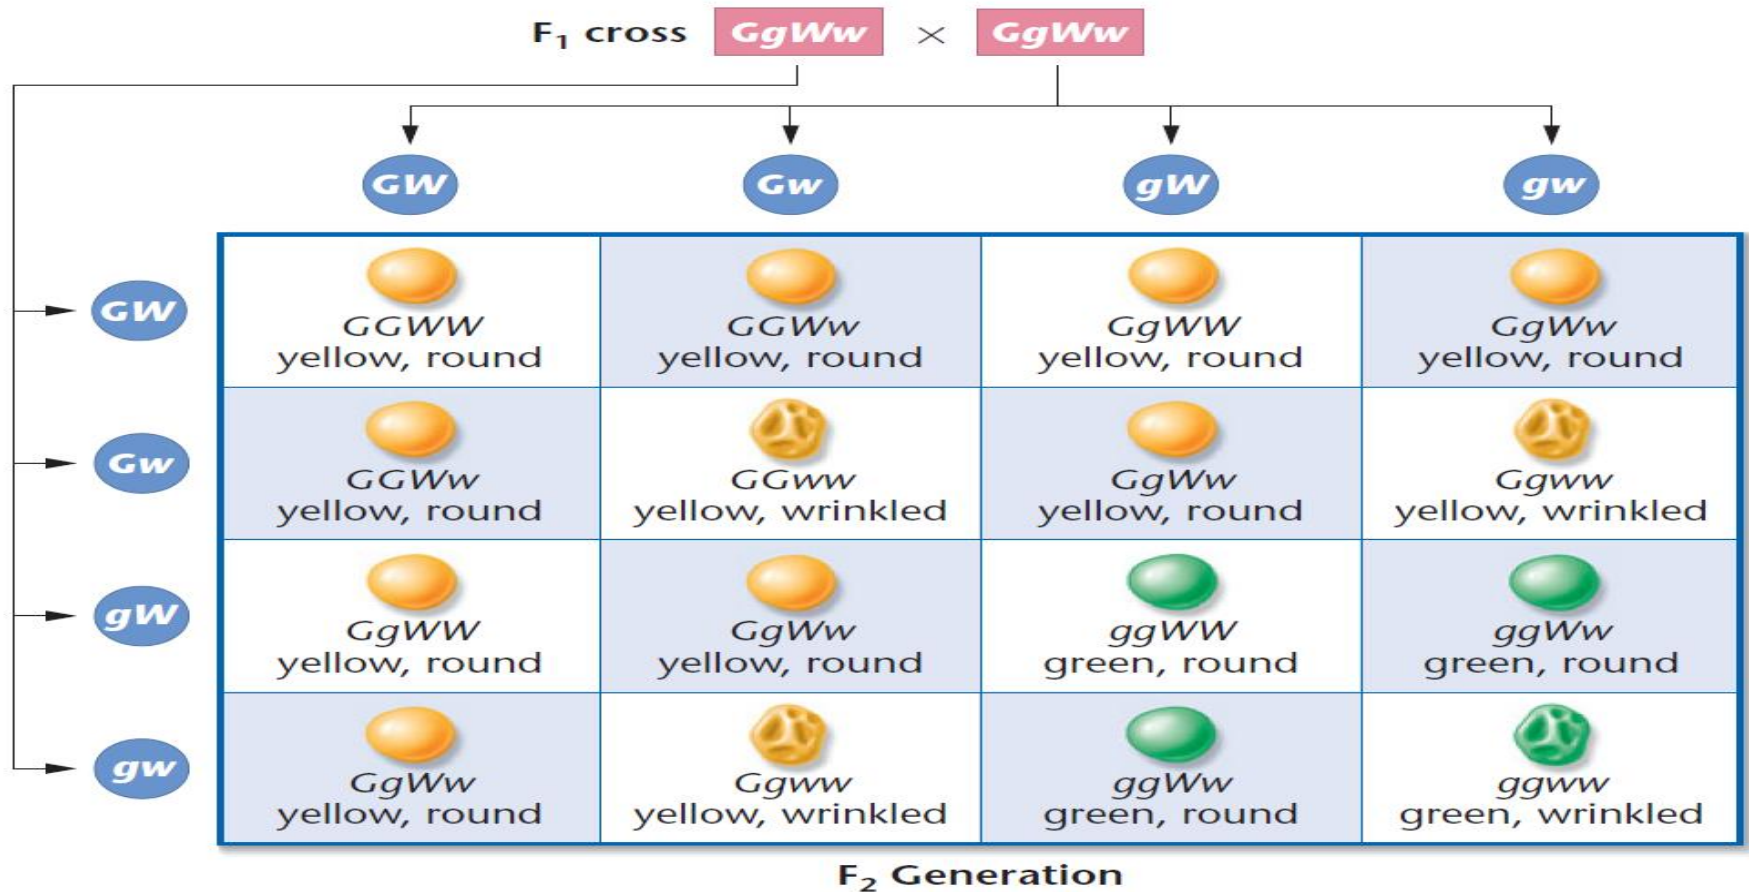 F₁ cross GgWw × GgWw
GW Gw gW gw
GW
GGWW GGWw GgWW GgWw
yellow, round yellow, round yellow, round yellow, round
Gw
GGWw GGww GgWw Ggww
yellow, round yellow, wrinkled yellow, round yellow, wrinkled
gW
GgWW GgWw ggWW ggWw
yellow, round yellow, round green, round green, round
gw
GgWw Ggww ggWw ggww
yellow, round yellow, wrinkled green, round green, wrinkled
F₂ Generation